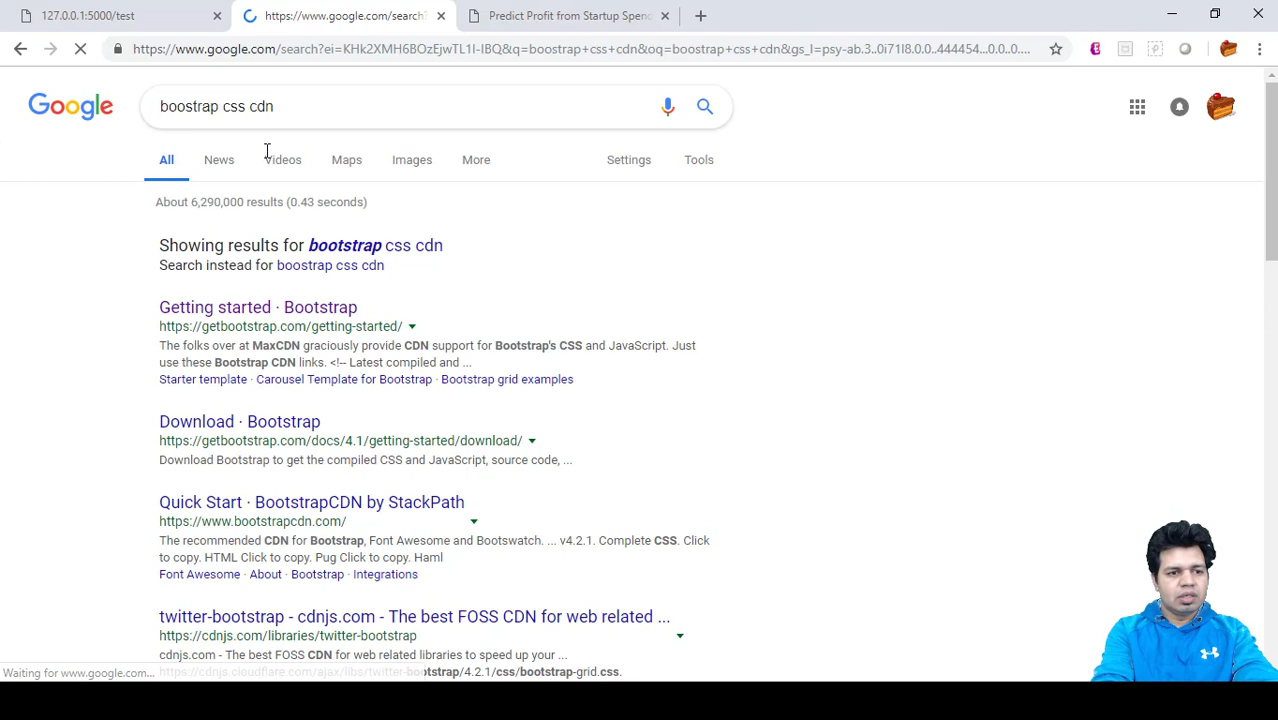 127.0.0.1:5000/test
https://www.google.com/search?
Predict Profit from Startup Spend
https://www.google.com/search?ei=KHk2XMH6BOzEjwTL1I-IBQ&q=boostrap+css+cdn&oq=boostrap+css+cdn&gs_l=psy-ab.3..0i71l8.0.0..444454...0.0..0....
Google
boostrap css cdn
All News Videos Maps Images More Settings Tools
About 6,290,000 results (0.43 seconds)
Showing results for bootstrap css cdn
Search instead for boostrap css cdn
Getting started · Bootstrap
https://getbootstrap.com/getting-started/
The folks over at MaxCDN graciously provide CDN support for Bootstrap's CSS and JavaScript. Just
use these Bootstrap CDN links. <!-- Latest compiled and ...
Starter template · Carousel Template for Bootstrap · Bootstrap grid examples
Download · Bootstrap
https://getbootstrap.com/docs/4.1/getting-started/download/
Download Bootstrap to get the compiled CSS and JavaScript, source code, ...
Quick Start · BootstrapCDN by StackPath
https://www.bootstrapcdn.com/
The recommended CDN for Bootstrap, Font Awesome and Bootswatch. ... v4.2.1. Complete CSS. Click
to copy. HTML Click to copy. Pug Click to copy. Haml
Font Awesome · About · Bootstrap · Integrations
twitter-bootstrap - cdnjs.com - The best FOSS CDN for web related ...
https://cdnjs.com/libraries/twitter-bootstrap
cdnjs.com - The best FOSS CDN for web related libraries to speed up your ...
https://cdnjs.cloudflare.com/ajax/libs/twitter-bootstrap/4.2.1/css/bootstrap-grid.css.
Waiting for www.google.com...